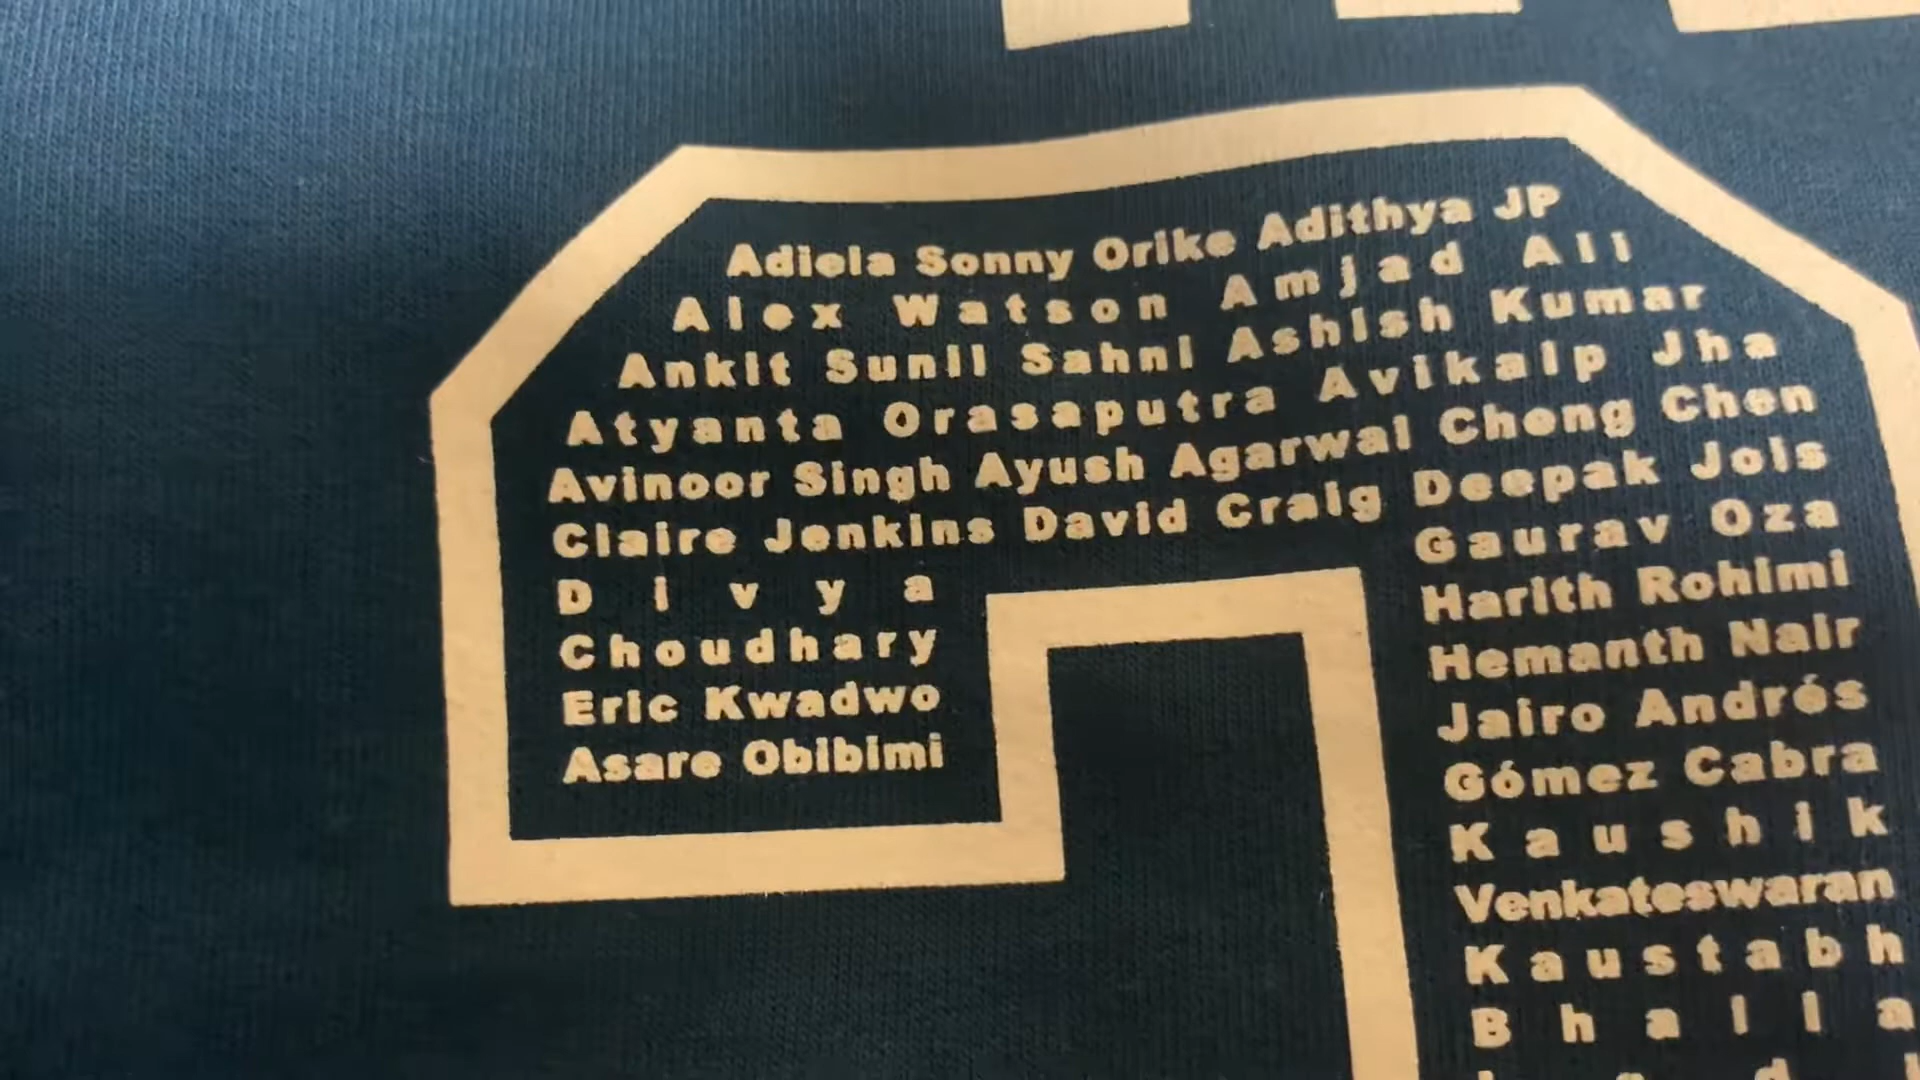 Adiela Sonny Orike Adithya JP
Alex Watson Amjad Ali
Ankit Sunil Sahni Ashish Kumar
Atyanta Orasaputra Avikalp Jha
Avinoor Singh Ayush Agarwal Cheng Chen
Claire Jenkins David Craig Deepak Jois
Gaurav Oza
Divya
Choudhary
Eric Kwadwo
Asare Obibimi
Harith Rohimi
Hemanth Nair
Jairo Andrés
Gómez Cabra
Kaushik
Venkateswaran
Kaustabh
Bhalla